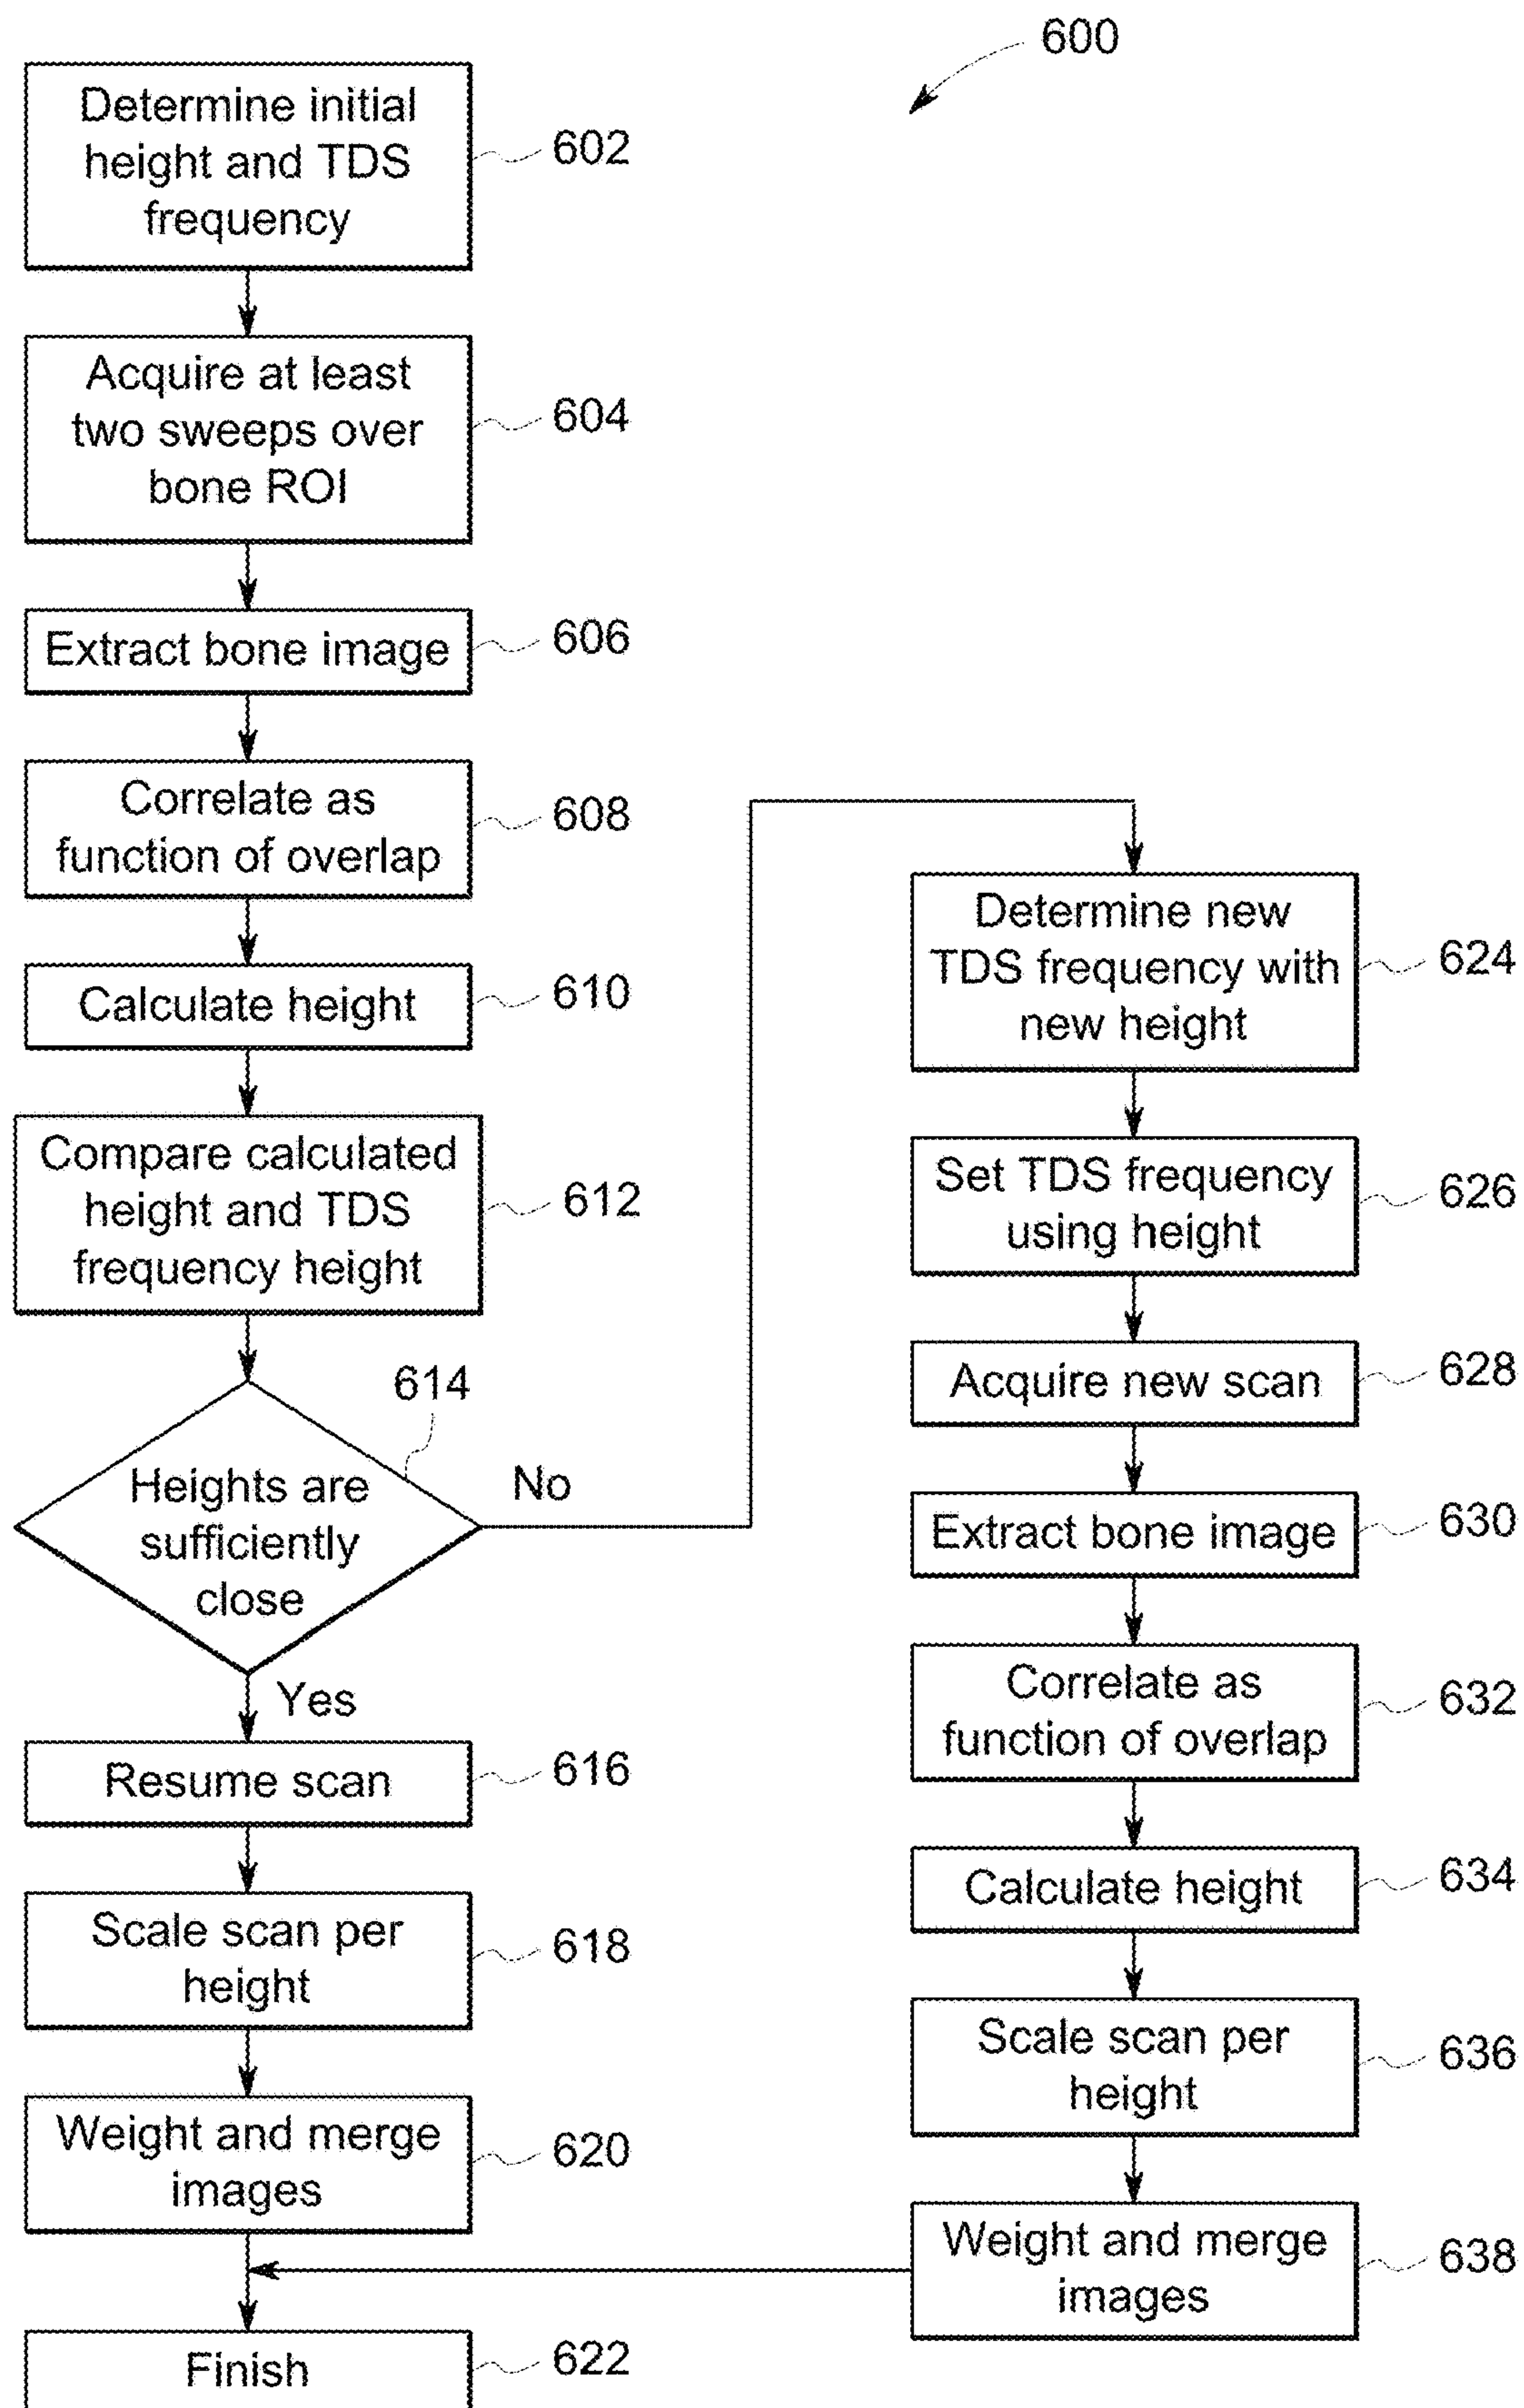 600
Determine initial
height and TDS
frequency
602
Acquire at least
two sweeps over
bone ROI
604
Extract bone image
606
Correlate as
function of overlap
608
Calculate height
610
Compare calculated
height and TDS
frequency height
612
614
Heights are
sufficiently
close
No
Yes
Resume scan
616
Scale scan per
height
618
Weight and merge
images
620
Finish
622
Determine new
TDS frequency with
new height
624
Set TDS frequency
using height
626
Acquire new scan
628
Extract bone image
630
Correlate as
function of overlap
632
Calculate height
634
Scale scan per
height
636
Weight and merge
images
638